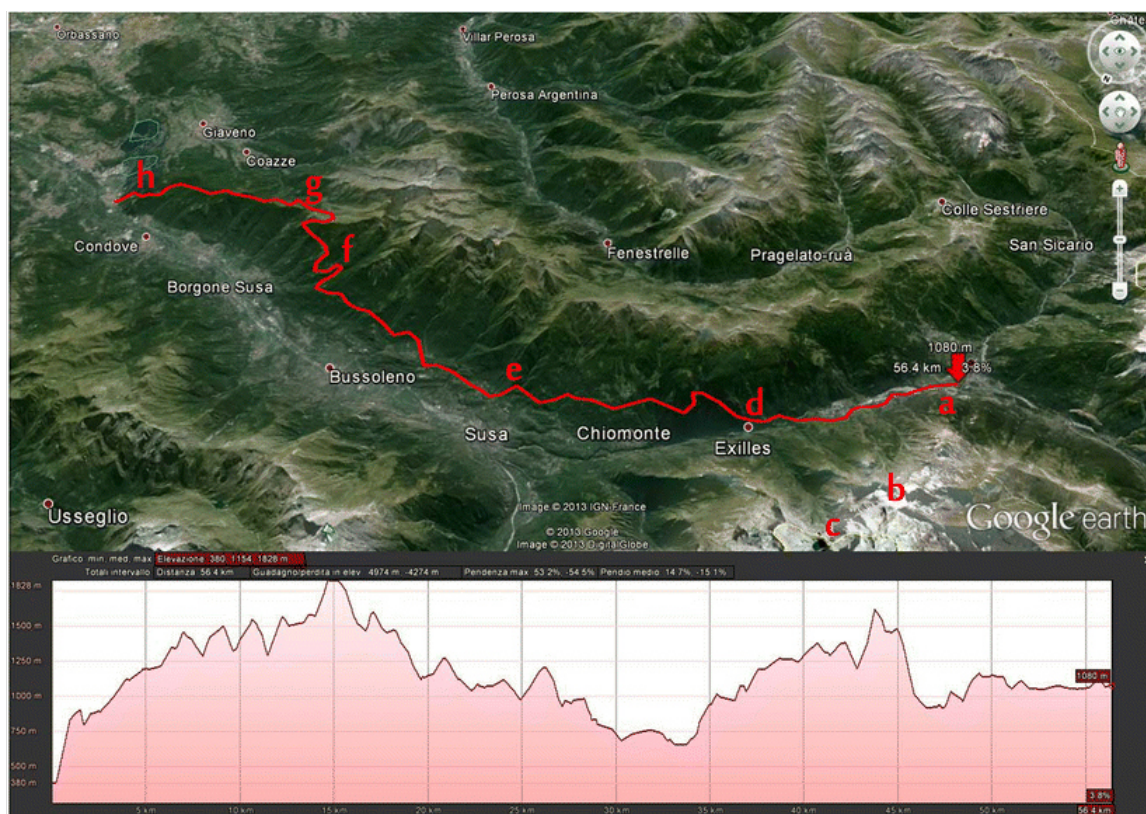 Orbassano
Villar Perosa
Perosa Argentina
Giaveno
Coazze
h
g
Colle Sestriere
Condove
f
Fenestrelle
Pragelato-ruà
San Sicario
Borgone Susa
1080 m
56.4 km 3.8%
Bussoleno
e
a
d
Susa
Chiomonte
Exilles
b
Usseglio
Image © 2013 IGN-France
c
Google earth
© 2013 Google
Image © 2013 DigitalGlobe
Grafico min, med, max Elevazione 380, 1154, 1828 m
Totali intervallo Distanza 56.4 km Guadagno/perdita in elev 4974 m, -4274 m Pendenza max 53.2%, -54.5% Pendio medio 14.7%, -15.1%
1828 m
1500 m
1250 m
1000 m
1080 m
750 m
500 m
380 m
3.8%
5 km 10 km 15 km 20 km 25 km 30 km 35 km 40 km 45 km 50 km 56.4 km